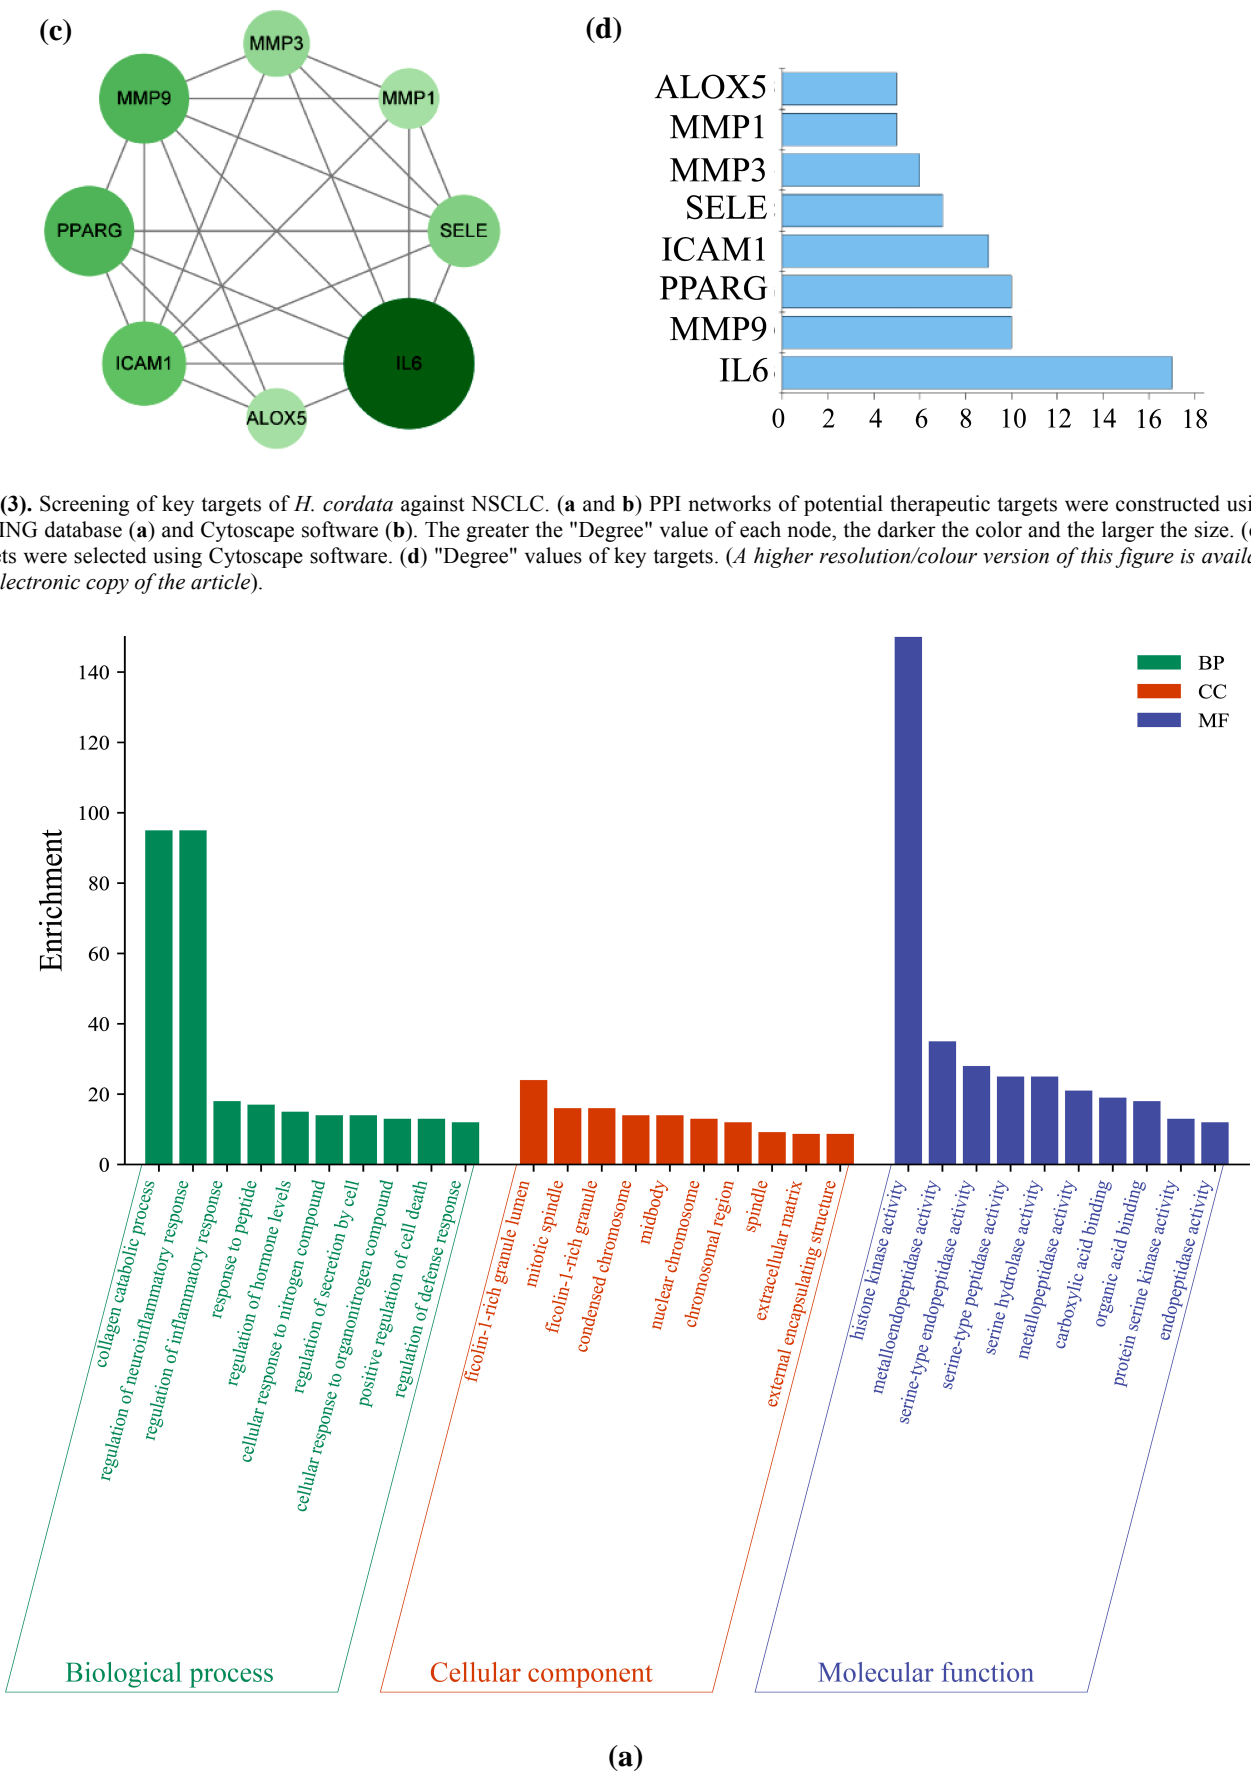 (c)
MMP3
MMP9
MMP1
PPARG
SELE
ICAM1
IL6
ALOX5
(d)
ALOX5
MMP1
MMP3
SELE
ICAM1
PPARG
MMP9
IL6
0 2 4 6 8 10 12 14 16 18
(3). Screening of key targets of H. cordata against NSCLC. (a and b) PPI networks of potential therapeutic targets were constructed usi
ING database (a) and Cytoscape software (b). The greater the "Degree" value of each node, the darker the color and the larger the size. (
ts were selected using Cytoscape software. (d) "Degree" values of key targets. (A higher resolution/colour version of this figure is availa
lectronic copy of the article).
Enrichment
140
120
100
80
60
40
20
0
BP
CC
MF
collagen catabolic process
regulation of neuroinflammatory response
regulation of inflammatory response
response to peptide
regulation of hormone levels
cellular response to nitrogen compound
regulation of secretion by cell
cellular response to organonitrogen compound
positive regulation of cell death
regulation of defense response
ficolin-1-rich granule lumen
mitotic spindle
ficolin-1-rich granule
condensed chromosome
midbody
nuclear chromosome
chromosomal region
spindle
extracellular matrix
external encapsulating structure
histone kinase activity
metalloendopeptidase activity
serine-type endopeptidase activity
serine-type peptidase activity
serine hydrolase activity
metallopeptidase activity
carboxylic acid binding
organic acid binding
protein serine kinase activity
endopeptidase activity
Biological process
Cellular component
Molecular function
(a)